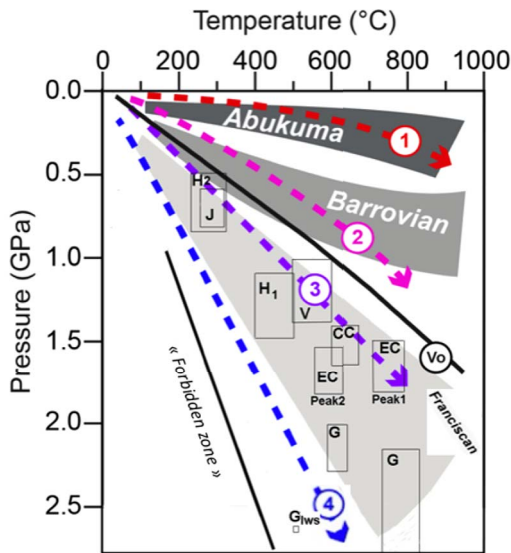 Temperature (°C)
0 200 400 600 800 1000
Pressure (GPa)
0.0
0.5
1.0
1.5
2.0
2.5
Abukuma
1
Barrovian
2
H2
J
3
H1
V
CC
EC
Peak1
EC
Peak2
Vo
Franciscan
« Forbidden zone »
G
G
4
Glws